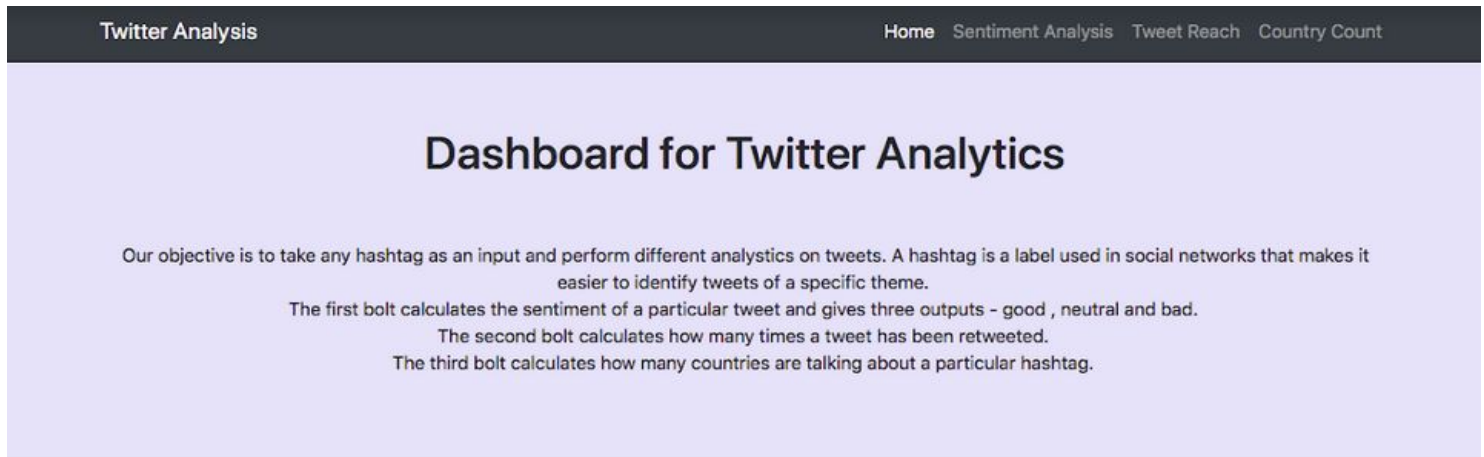 Twitter Analysis
Home Sentiment Analysis Tweet Reach Country Count
Dashboard for Twitter Analytics
Our objective is to take any hashtag as an input and perform different analystics on tweets. A hashtag is a label used in social networks that makes it
easier to identify tweets of a specific theme.
The first bolt calculates the sentiment of a particular tweet and gives three outputs - good , neutral and bad.
The second bolt calculates how many times a tweet has been retweeted.
The third bolt calculates how many countries are talking about a particular hashtag.